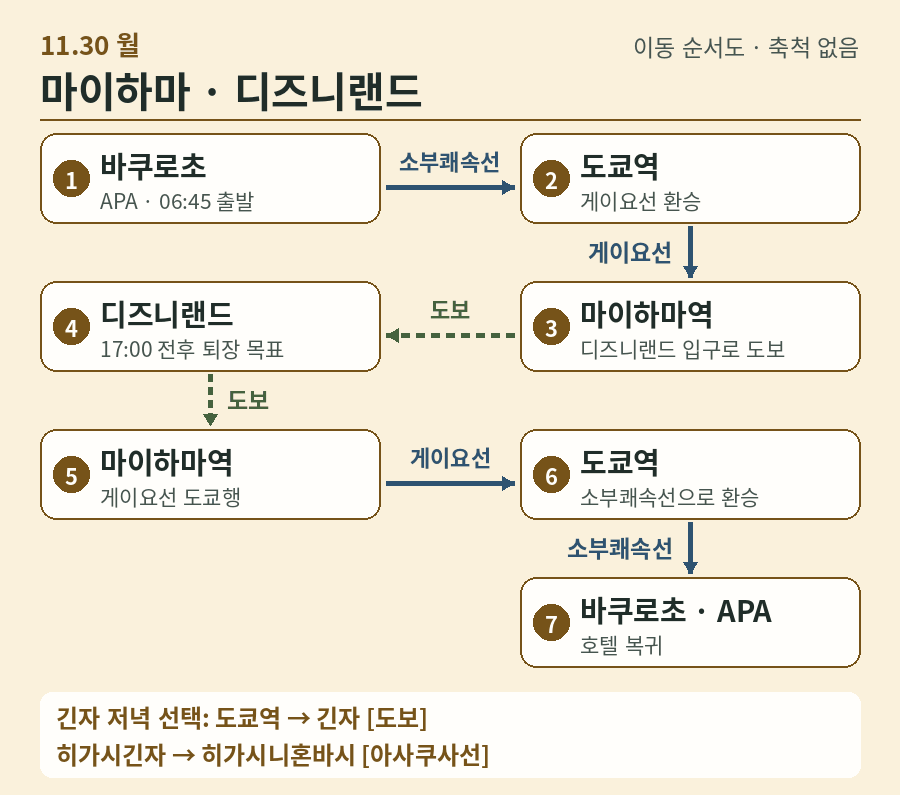 11.30 월
이동 순서도 · 축척 없음
마이하마 · 디즈니랜드
1
바쿠로초
APA · 06:45 출발
소부쾌속선
2
도쿄역
게이요선 환승
게이요선
3
마이하마역
디즈니랜드 입구로 도보
도보
4
디즈니랜드
17:00 전후 퇴장 목표
도보
5
마이하마역
게이요선 도쿄행
게이요선
6
도쿄역
소부쾌속선으로 환승
소부쾌속선
7
바쿠로초 · APA
호텔 복귀
긴자 저녁 선택: 도쿄역 → 긴자 [도보]
히가시긴자 → 히가시니혼바시 [아사쿠사선]